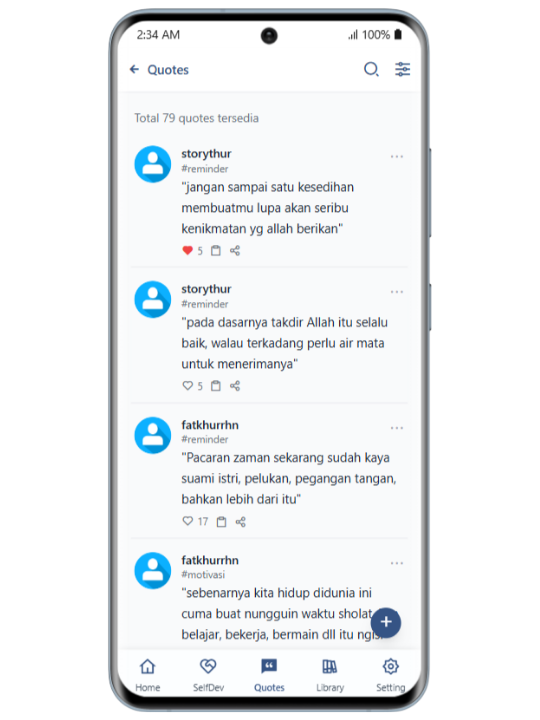 2:34 AM 100%
Quotes
Total 79 quotes tersedia
storythur
#reminder
"jangan sampai satu kesedihan
membuatmu lupa akan seribu
kenikmatan yg allah berikan"
5
storythur
#reminder
"pada dasarnya takdir Allah itu selalu
baik, walau terkadang perlu air mata
untuk menerimanya"
5
fatkhurrhn
#reminder
"Pacaran zaman sekarang sudah kaya
suami istri, pelukan, pegangan tangan,
bahkan lebih dari itu"
17
fatkhurrhn
#motivasi
"sebenarnya kita hidup didunia ini
cuma buat nungguin waktu sholat
belajar, bekerja, bermain dll itu
Home SelfDev Quotes Library Setting